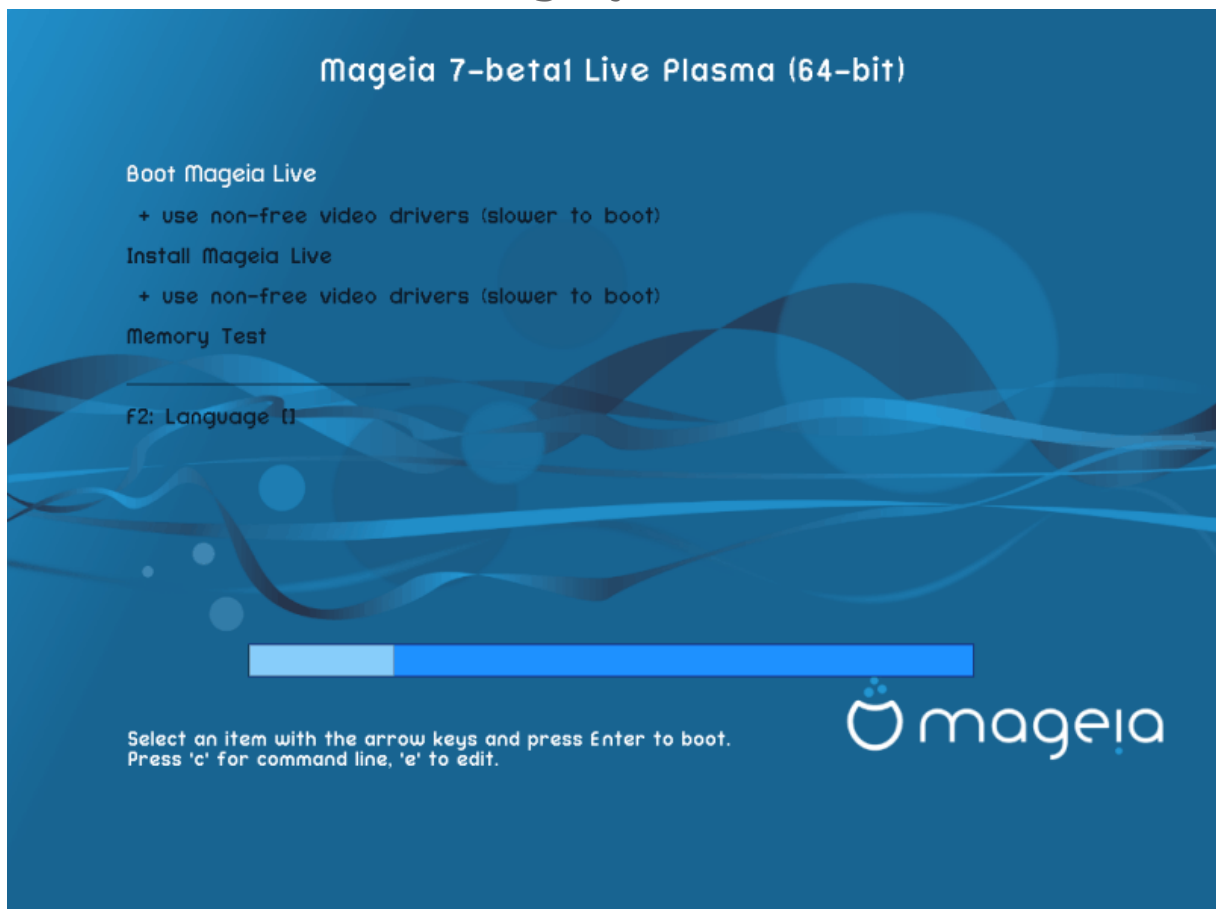 Mageia 7-beta1 Live Plasma (64-bit)
Boot Mageia Live
+ use non-free video drivers (slower to boot)
Install Mageia Live
+ use non-free video drivers (slower to boot)
Memory Test
F2: Language []
mageia
Select an item with the arrow keys and press Enter to boot.
Press 'c' for command line, 'e' to edit.